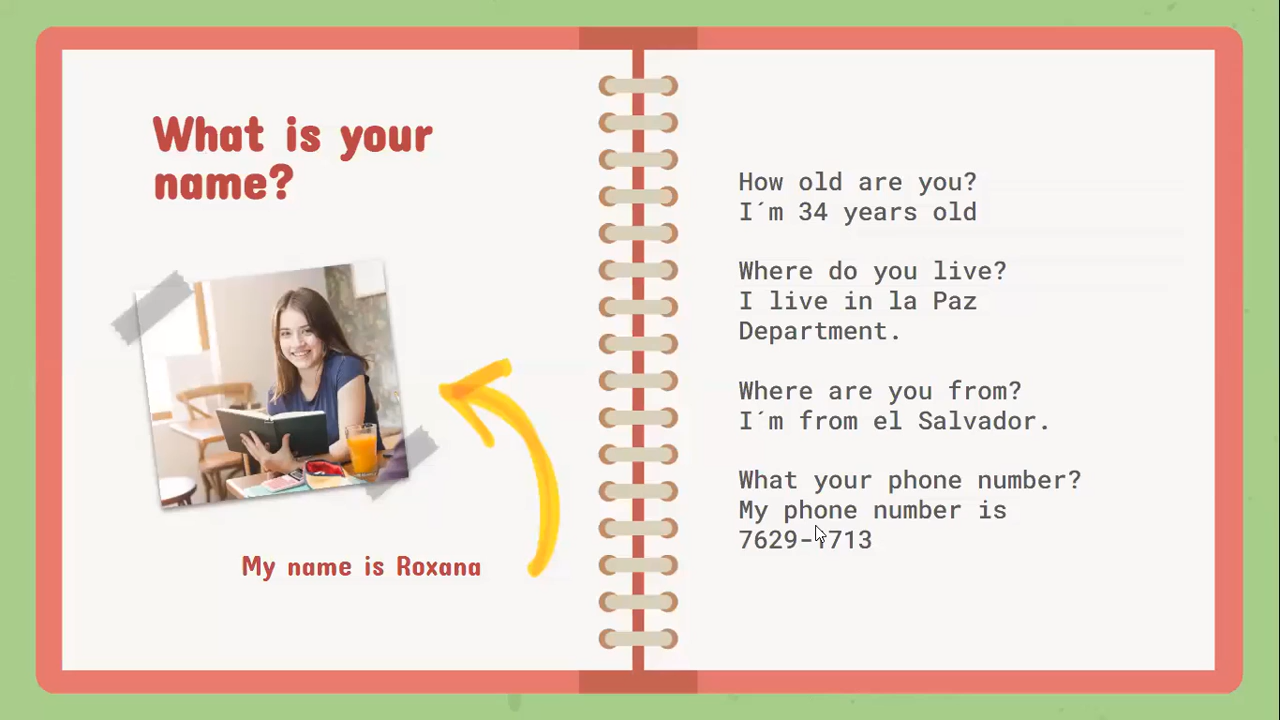 What is your
name?
My name is Roxana
How old are you?
I´m 34 years old
Where do you live?
I live in la Paz
Department.
Where are you from?
I´m from el Salvador.
What your phone number?
My phone number is
7629-1713